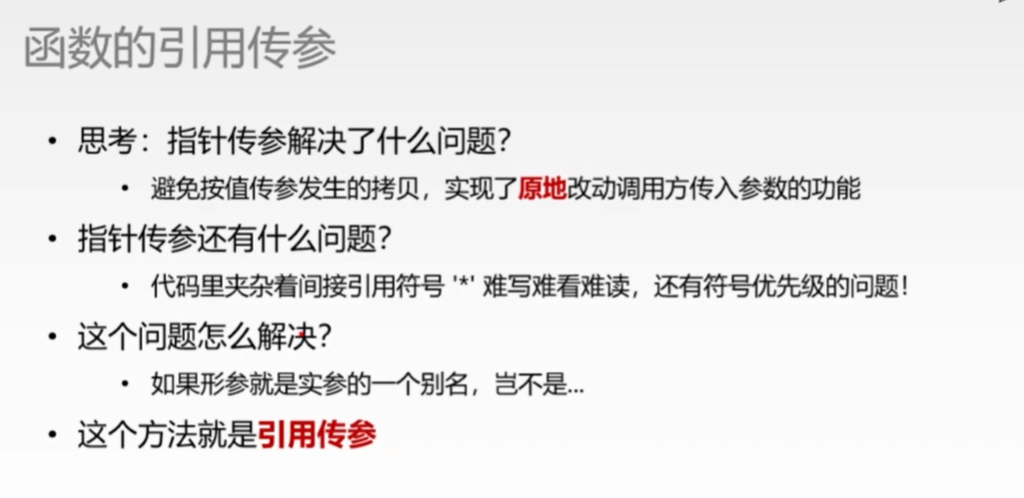 函数的引用传参
• 思考：指针传参解决了什么问题？
• 避免按值传参发生的拷贝，实现了原地改动调用方传入参数的功能
• 指针传参还有什么问题？
• 代码里夹杂着间接引用符号 '*' 难写难看难读，还有符号优先级的问题！
• 这个问题怎么解决？
• 如果形参就是实参的一个别名，岂不是...
• 这个方法就是引用传参